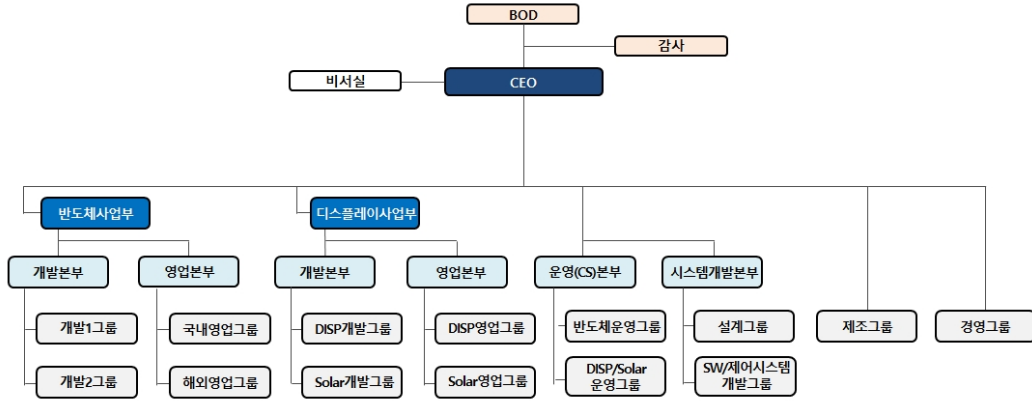 BOD
감사
비서실
CEO
반도체사업부
디스플레이사업부
개발본부
영업본부
개발본부
영업본부
운영(CS)본부
시스템개발본부
개발1그룹
국내영업그룹
DISP개발그룹
DISP영업그룹
반도체운영그룹
설계그룹
제조그룹
경영그룹
개발2그룹
해외영업그룹
Solar개발그룹
Solar영업그룹
DISP/Solar
운영그룹
SW/제어시스템
개발그룹